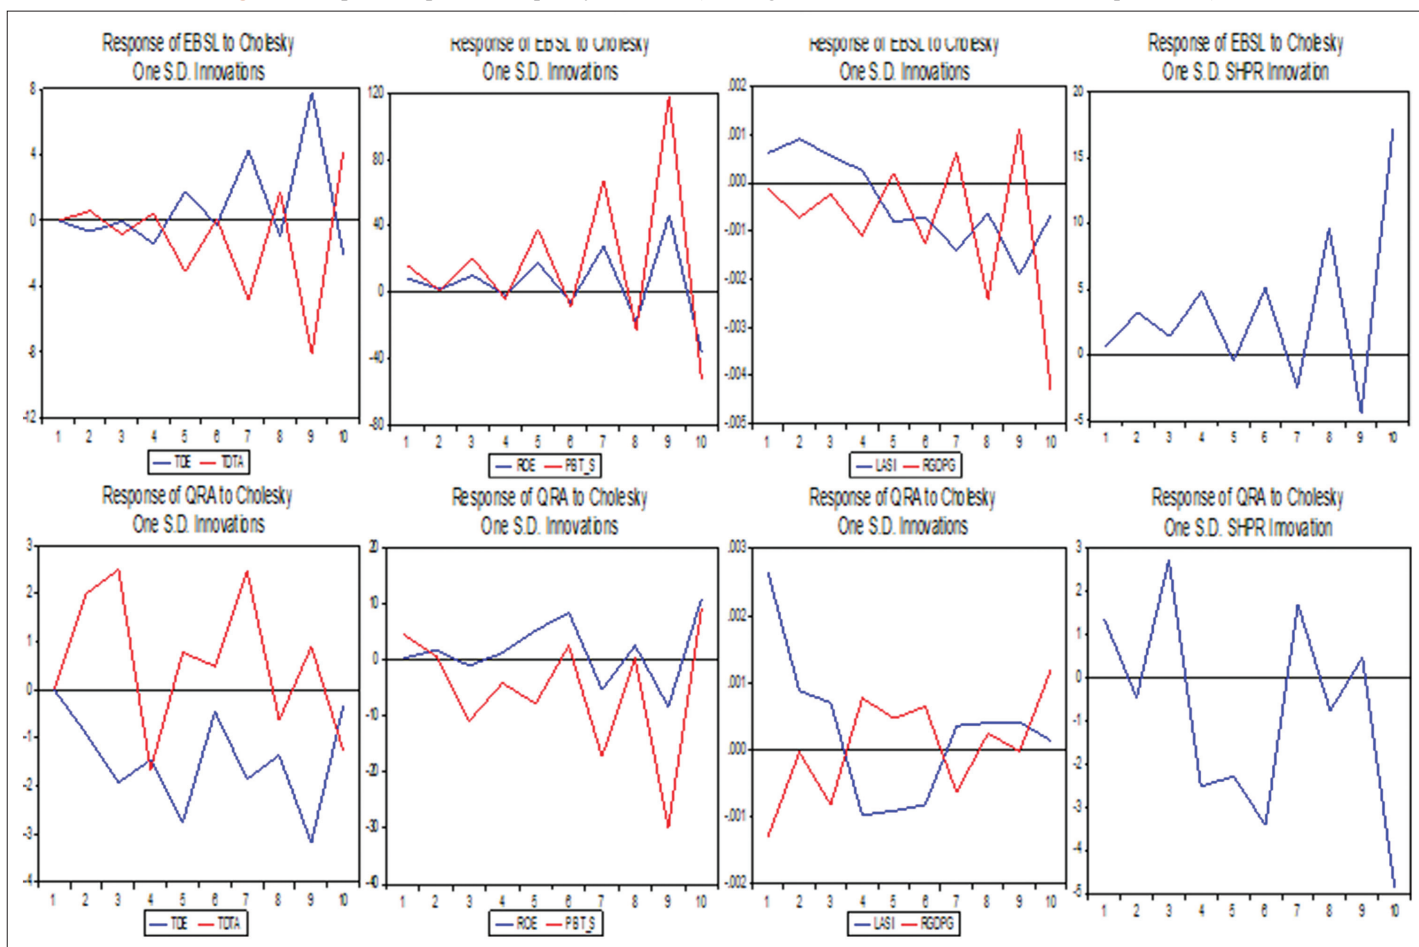 Response of EBSL to Cholesky
One S.D. Innovations
8
4
0
-4
-8
-12
1 2 3 4 5 6 7 8 9 10
TDE TDTA
Response of EBSL to Cholesky
One S.D. Innovations
120
80
40
0
-40
-80
1 2 3 4 5 6 7 8 9 10
ROE PBT_S
Response of EBSL to Cholesky
One S.D. Innovations
.002
.001
.000
-.001
-.002
-.003
-.004
-.005
1 2 3 4 5 6 7 8 9 10
LASI RGDPG
Response of EBSL to Cholesky
One S.D. SHPR Innovation
20
15
10
5
0
-5
1 2 3 4 5 6 7 8 9 10
Response of QRA to Cholesky
One S.D. Innovations
3
2
1
0
-1
-2
-3
-4
1 2 3 4 5 6 7 8 9 10
TDE TDTA
Response of QRA to Cholesky
One S.D. Innovations
20
10
0
-10
-20
-30
-40
1 2 3 4 5 6 7 8 9 10
ROE PBT_S
Response of QRA to Cholesky
One S.D. Innovations
.003
.002
.001
.000
-.001
-.002
1 2 3 4 5 6 7 8 9 10
LASI RGDPG
Response of QRA to Cholesky
One S.D. SHPR Innovation
3
2
1
0
-1
-2
-3
-4
-5
1 2 3 4 5 6 7 8 9 10